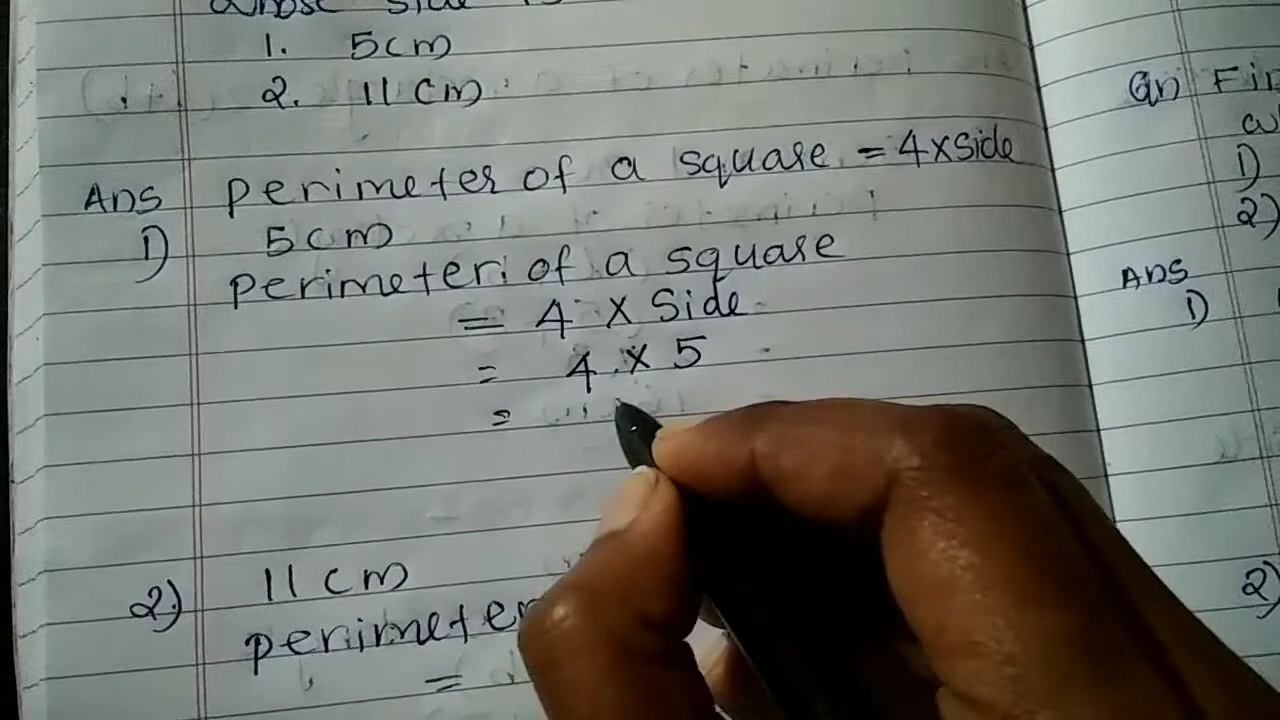 1. 5cm
2. 11 cm
Ans perimeter of a square = 4xside
1) 5cm
perimeter of a square
= 4 x Side
= 4 x 5
=
2) 11 cm
perimeter
=
Qn
1)
2)
Ans
1)
2)